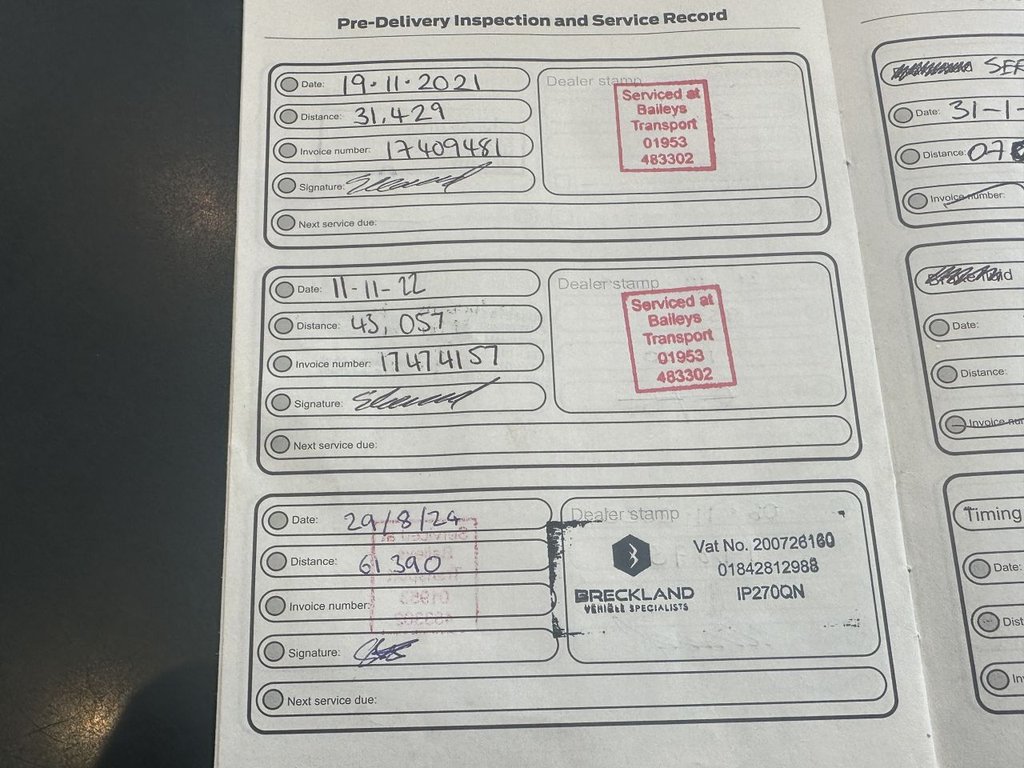 Pre-Delivery Inspection and Service Record
Date: 19.11.2021
Distance: 31,429
Invoice number: 17409481
Signature:
Next service due:
Dealer stamp
Serviced at
Baileys
Transport
01953
483302
Date: 11-11-22
Distance: 43,057
Invoice number: 17474157
Signature:
Next service due:
Dealer stamp
Serviced at
Baileys
Transport
01953
483302
Date: 29/8/24
Distance: 61 390
Invoice number:
Signature:
Next service due:
Dealer stamp
BRECKLAND
VEHICLE SPECIALISTS
Vat No. 200726160
01842812988
IP270QN
Date: 31-1-
Distance: 07
Invoice number:
Date:
Distance:
Invoice
Timing
Date: